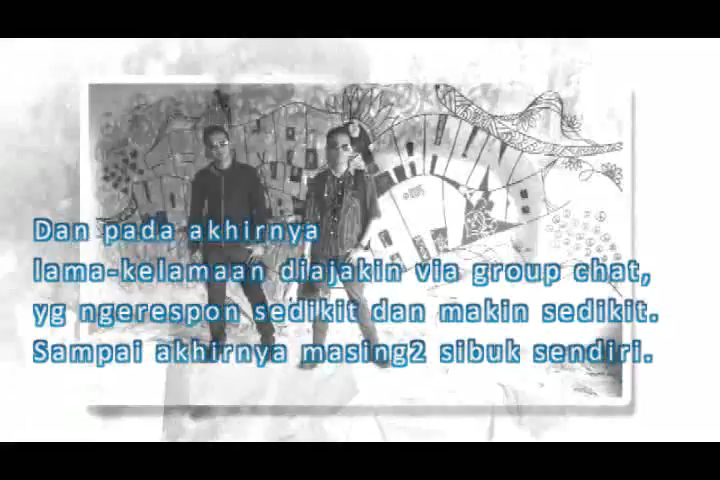 Dan pada akhirnya
lama-kelamaan diajakin via group chat,
yg ngerespon sedikit dan makin sedikit.
Sampai akhirnya masing2 sibuk sendiri.